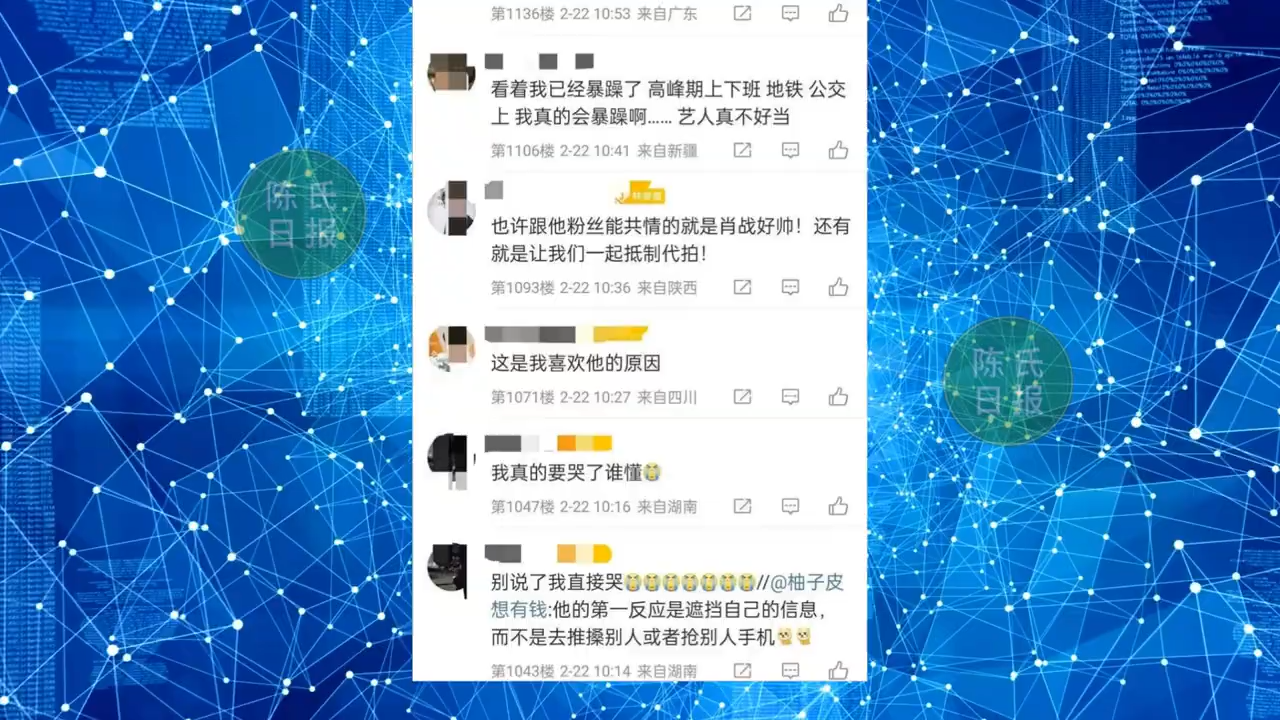 第1136楼 2-22 10:53 来自广东
看着我已经暴躁了 高峰期上下班 地铁 公交
上 我真的会暴躁啊…… 艺人真不好当
第1106楼 2-22 10:41 来自新疆
也许跟他粉丝能共情的就是肖战好帅！还有
就是让我们一起抵制代拍！
第1093楼 2-22 10:36 来自陕西
这是我喜欢他的原因
第1071楼 2-22 10:27 来自四川
我真的要哭了谁懂😭
第1047楼 2-22 10:16 来自湖南
别说了我直接哭😭😭😭😭😭😭😭//@柚子皮
想有钱:他的第一反应是遮挡自己的信息，
而不是去推搡别人或者抢别人手机
第1043楼 2-22 10:14 来自湖南
陈氏
日报
陈氏
日报